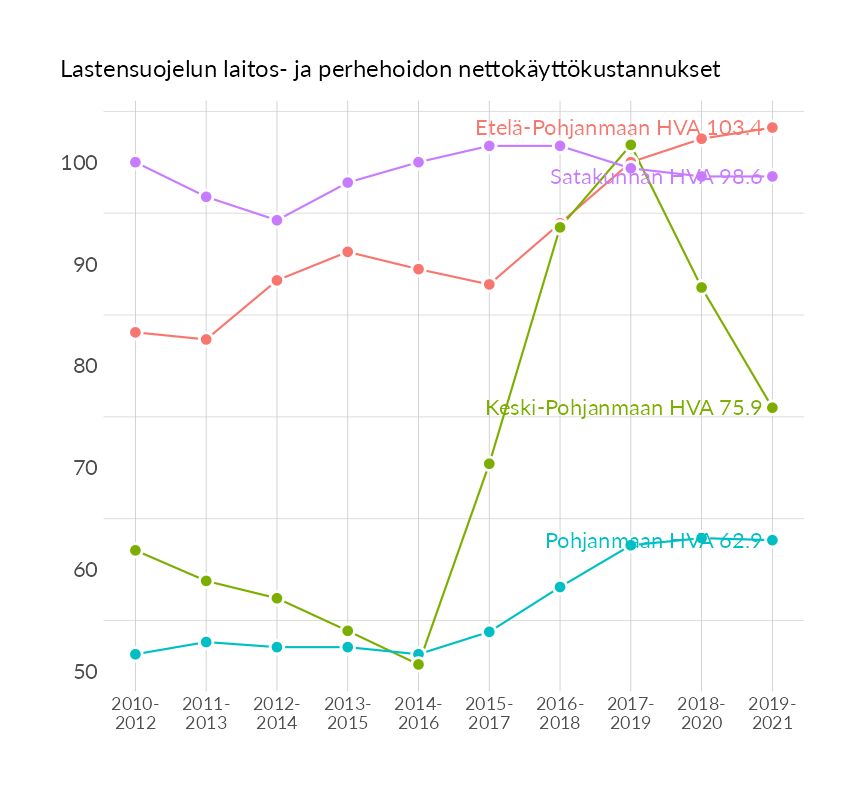 Lastensuojelun laitos- ja perhehoidon nettokäyttökustannukset
Etelä-Pohjanmaan HVA 103.4
100
Satakunnan HVA 98.6
90
80
Keski-Pohjanmaan HVA 75.9
70
Pohjanmaan HVA 62.9
60
50
2010- 2011- 2012- 2013- 2014- 2015- 2016- 2017- 2018- 2019-
2012 2013 2014 2015 2016 2017 2018 2019 2020 2021